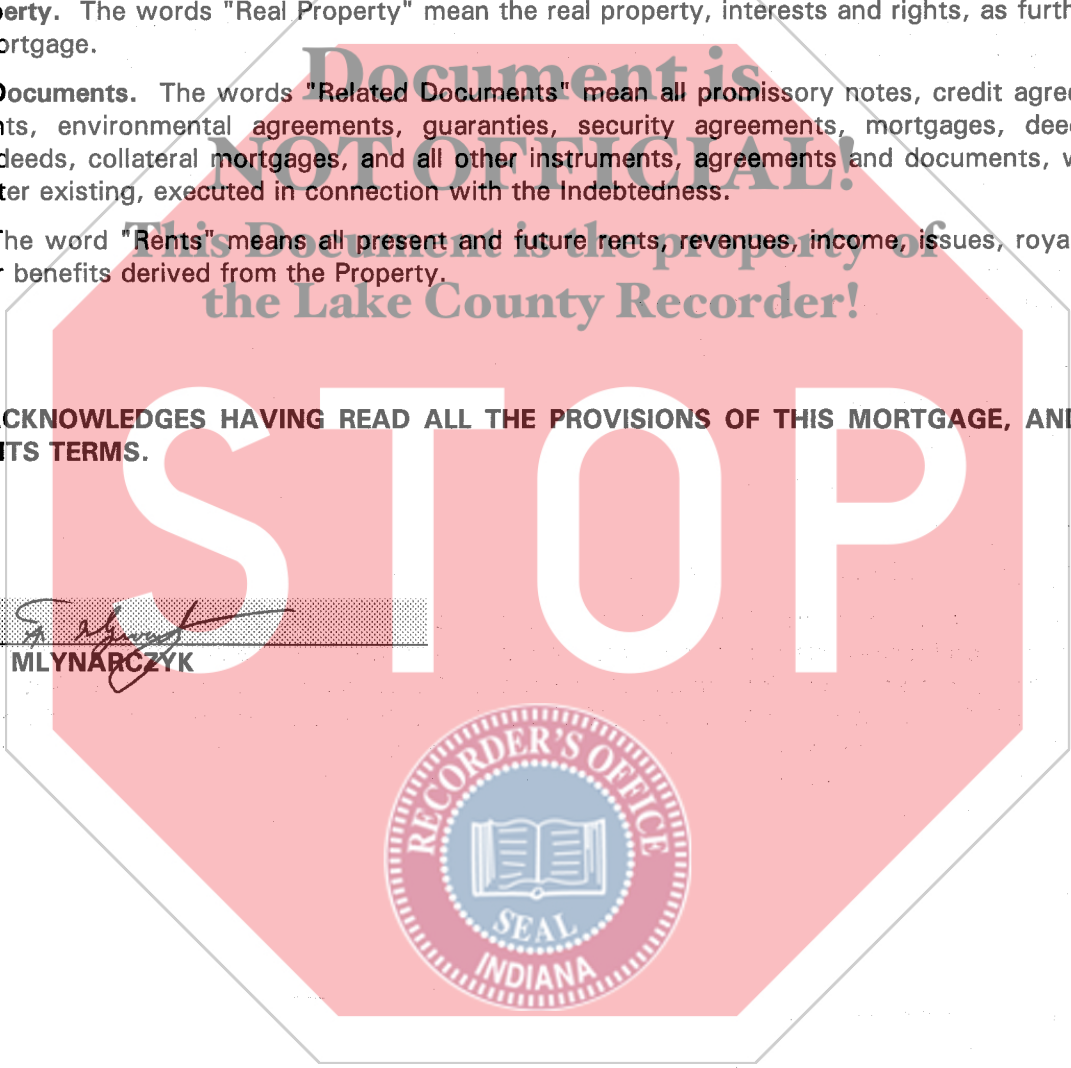 erty. The words "Real Property" mean the real property, interests and rights, as furth
ortgage.
Document is
Documents. The words "Related Documents" mean all promissory notes, credit agree
nts, environmental agreements, guaranties, security agreements, mortgages, deed
NOT OFFICIAL!
deeds, collateral mortgages, and all other instruments, agreements and documents, w
ter existing, executed in connection with the Indebtedness.
This Document is the property of
The word "Rents" means all present and future rents, revenues, income, issues, roya
r benefits derived from the Property.
the Lake County Recorder!
CKNOWLEDGES HAVING READ ALL THE PROVISIONS OF THIS MORTGAGE, AND
ITS TERMS.
STOP
MLYNARCZYK
RECORDER'S OFFICE
SEAL
INDIANA